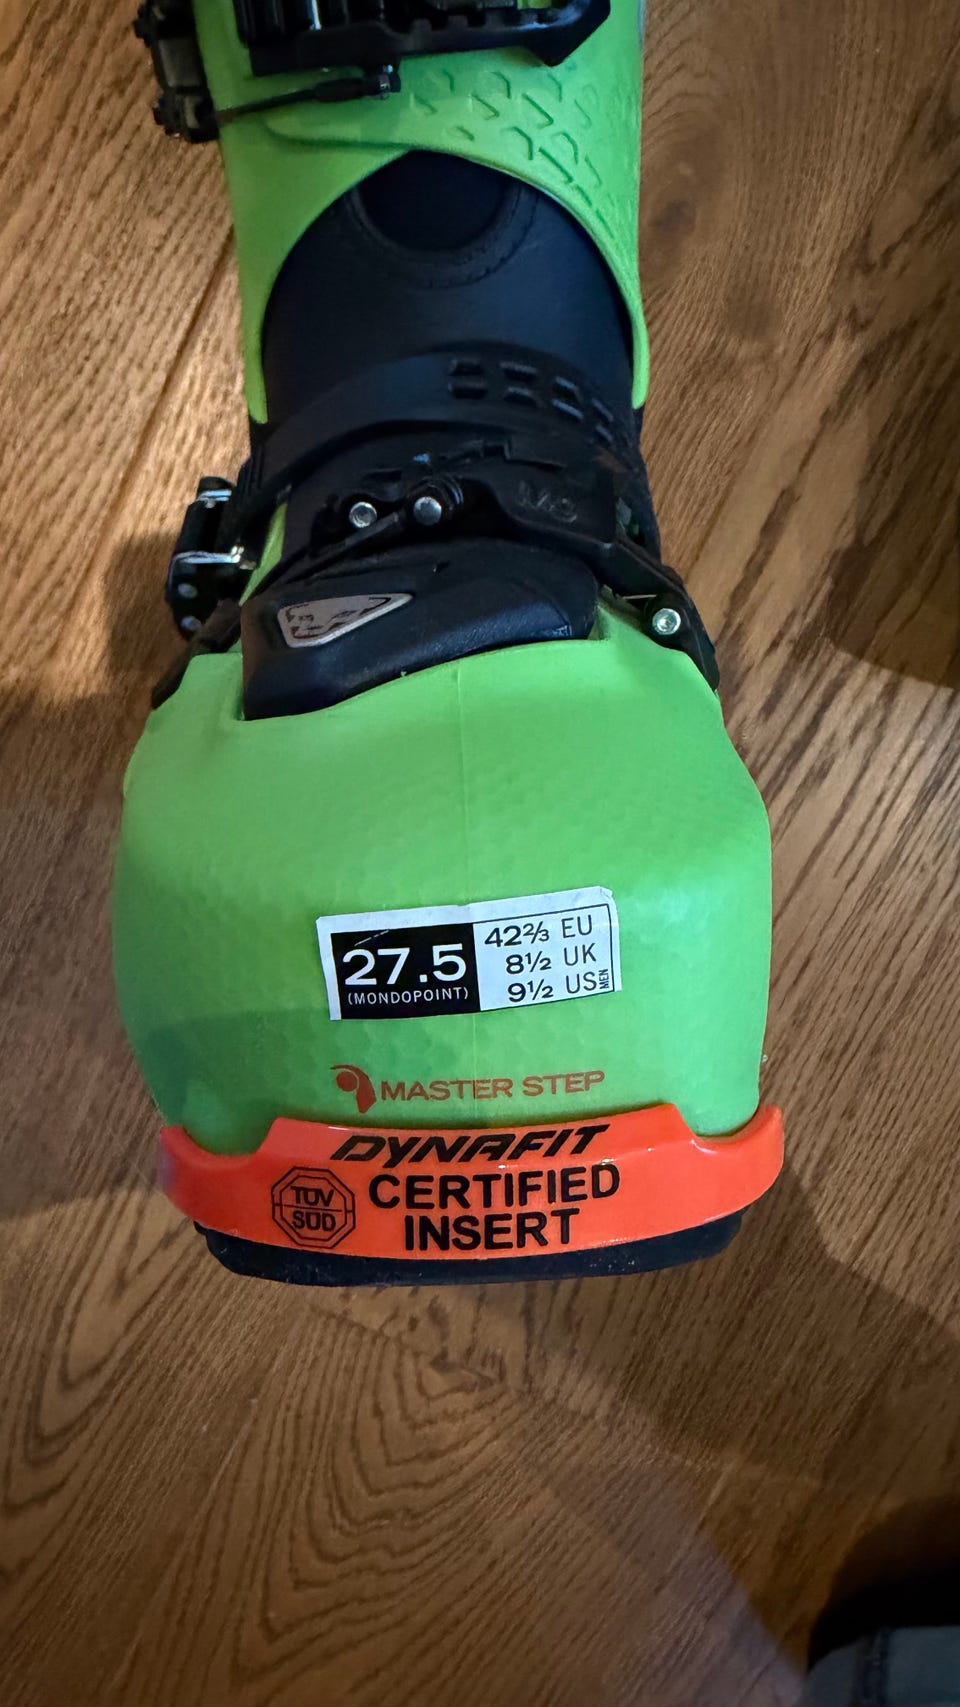 27.5
(MONDOPOINT)
42⅔ EU
8½ UK
9½ US MEN
MASTER STEP
DYNAFIT
TÜV
SÜD
CERTIFIED
INSERT